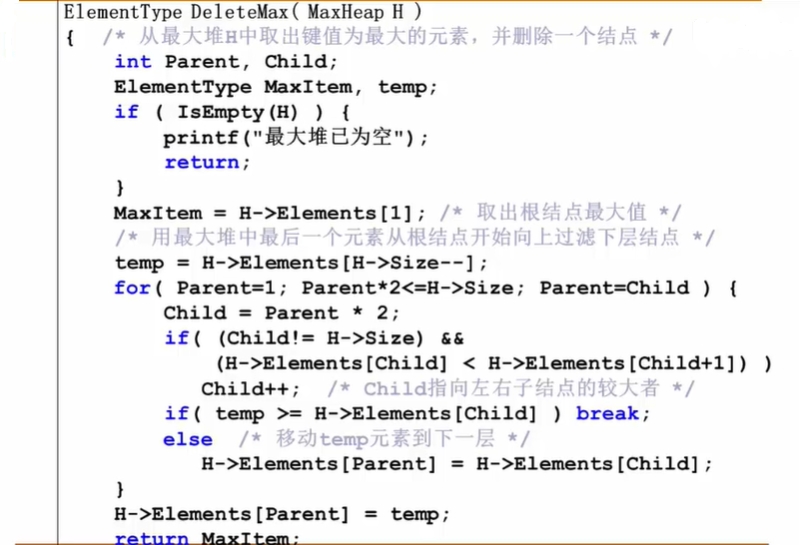 ElementType DeleteMax( MaxHeap H )
{  /* 从最大堆H中取出键值为最大的元素，并删除一个结点 */
    int Parent, Child;
    ElementType MaxItem, temp;
    if ( IsEmpty(H) ) {
        printf("最大堆已为空");
        return;
    }
    MaxItem = H->Elements[1]; /* 取出根结点最大值 */
    /* 用最大堆中最后一个元素从根结点开始向上过滤下层结点 */
    temp = H->Elements[H->Size--];
    for( Parent=1; Parent*2<=H->Size; Parent=Child ) {
        Child = Parent * 2;
        if( (Child!= H->Size) &&
            (H->Elements[Child] < H->Elements[Child+1]) )
           Child++;  /* Child指向左右子结点的较大者 */
        if( temp >= H->Elements[Child] ) break;
        else  /* 移动temp元素到下一层 */
           H->Elements[Parent] = H->Elements[Child];
    }
    H->Elements[Parent] = temp;
    return MaxItem;